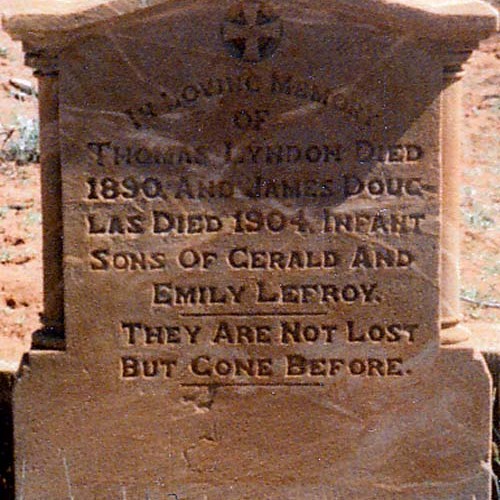 In Loving Memory
Of
Thomas Lyndon Died
1890. And James Doug-
las Died 1904. Infant
Sons Of Gerald And
Emily Lefroy.
They Are Not Lost
But Gone Before.